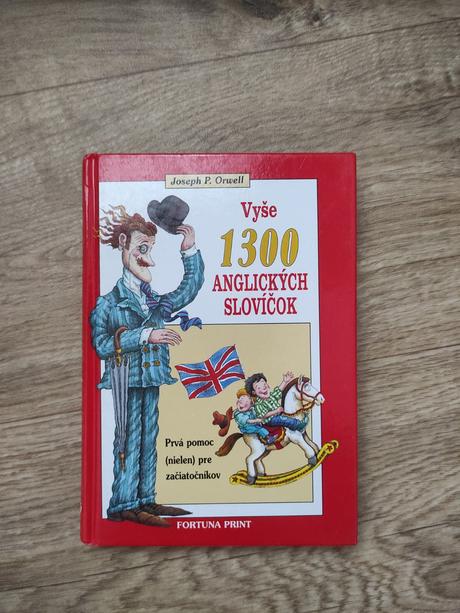 Joseph P. Orwell
Vyše
1300
ANGLICKÝCH
SLOVÍČOK
Prvá pomoc
(nielen) pre
začiatočníkov
FORTUNA PRINT